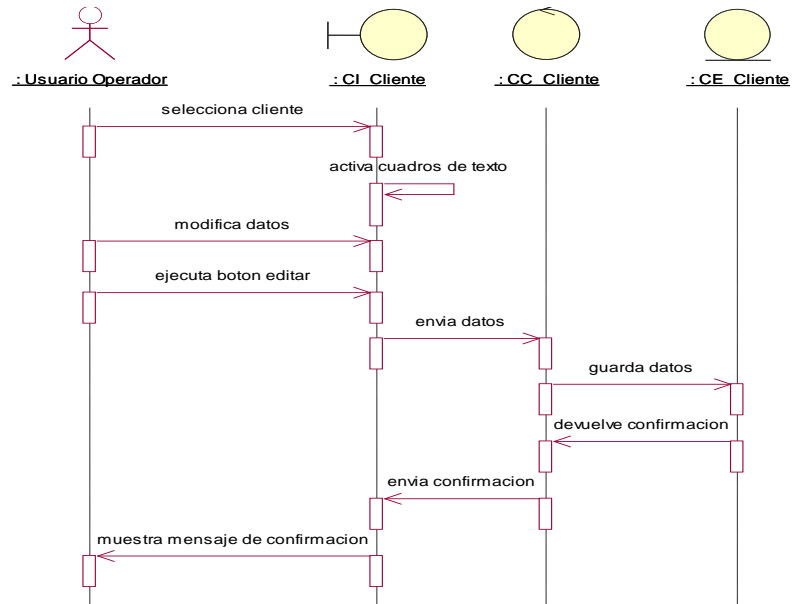 : Usuario Operador
: CI_Cliente
: CC_Cliente
: CE_Cliente
selecciona cliente
activa cuadros de texto
modifica datos
ejecuta boton editar
envia datos
guarda datos
devuelve confirmacion
envia confirmacion
muestra mensaje de confirmacion